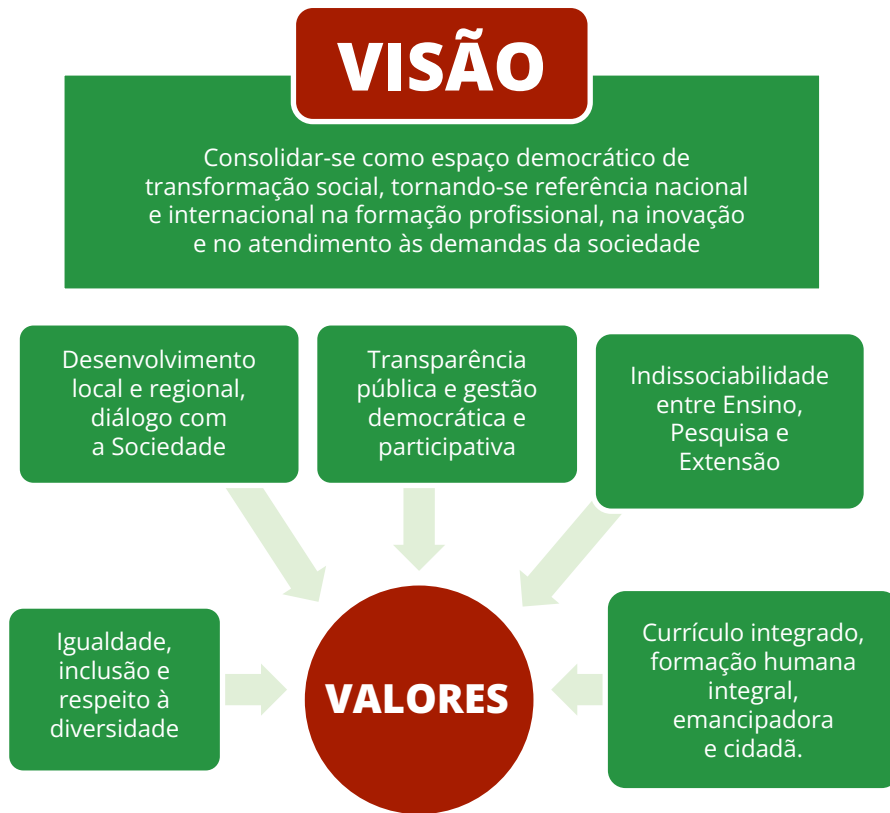 VISÃO
Consolidar-se como espaço democrático de
transformação social, tornando-se referência nacional
e internacional na formação profissional, na inovação
e no atendimento às demandas da sociedade
Desenvolvimento
local e regional,
diálogo com
a Sociedade
Transparência
pública e gestão
democrática e
participativa
Indissociabilidade
entre Ensino,
Pesquisa e
Extensão
Igualdade,
inclusão e
respeito à
diversidade
VALORES
Currículo integrado,
formação humana
integral,
emancipadora
e cidadã.